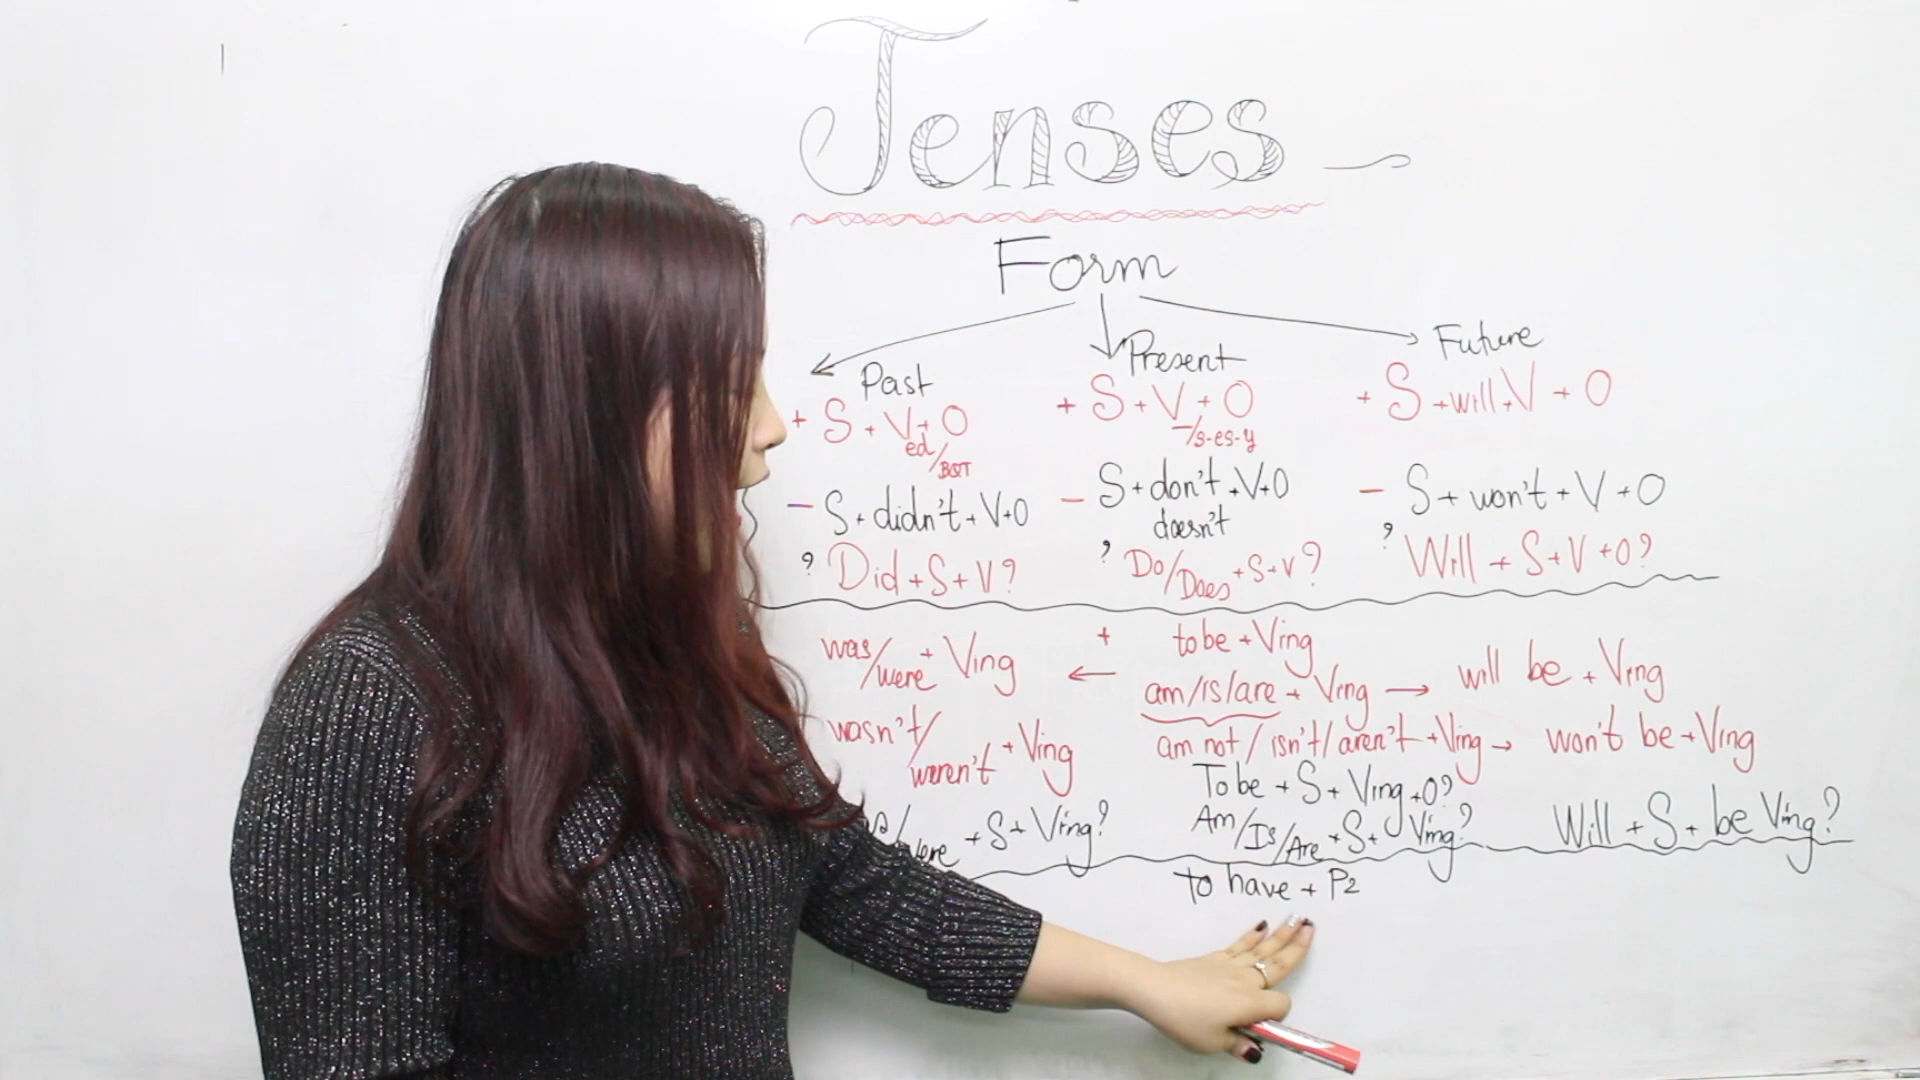 Tenses
Form
Past
+ S + V + O
ed/BФT
- S + didn't + V + O
? Did + S + V ?
Present
+ S + V + O
-/s-es-y
- S + don't + V + O
doesn't
? Do/Does + S + V ?
Future
+ S + will + V + O
- S + won't + V + O
? Will + S + V + O ?
was/were + Ving
+ to be + Ving
← am/is/are + Ving → will be + Ving
wasn't/weren't + Ving
am not / isn't / aren't + Ving → won't be + Ving
To be + S + Ving + O ?
/were + S + Ving ?
Am/Is/Are + S + Ving ?
Will + S + be Ving ?
to have + P2